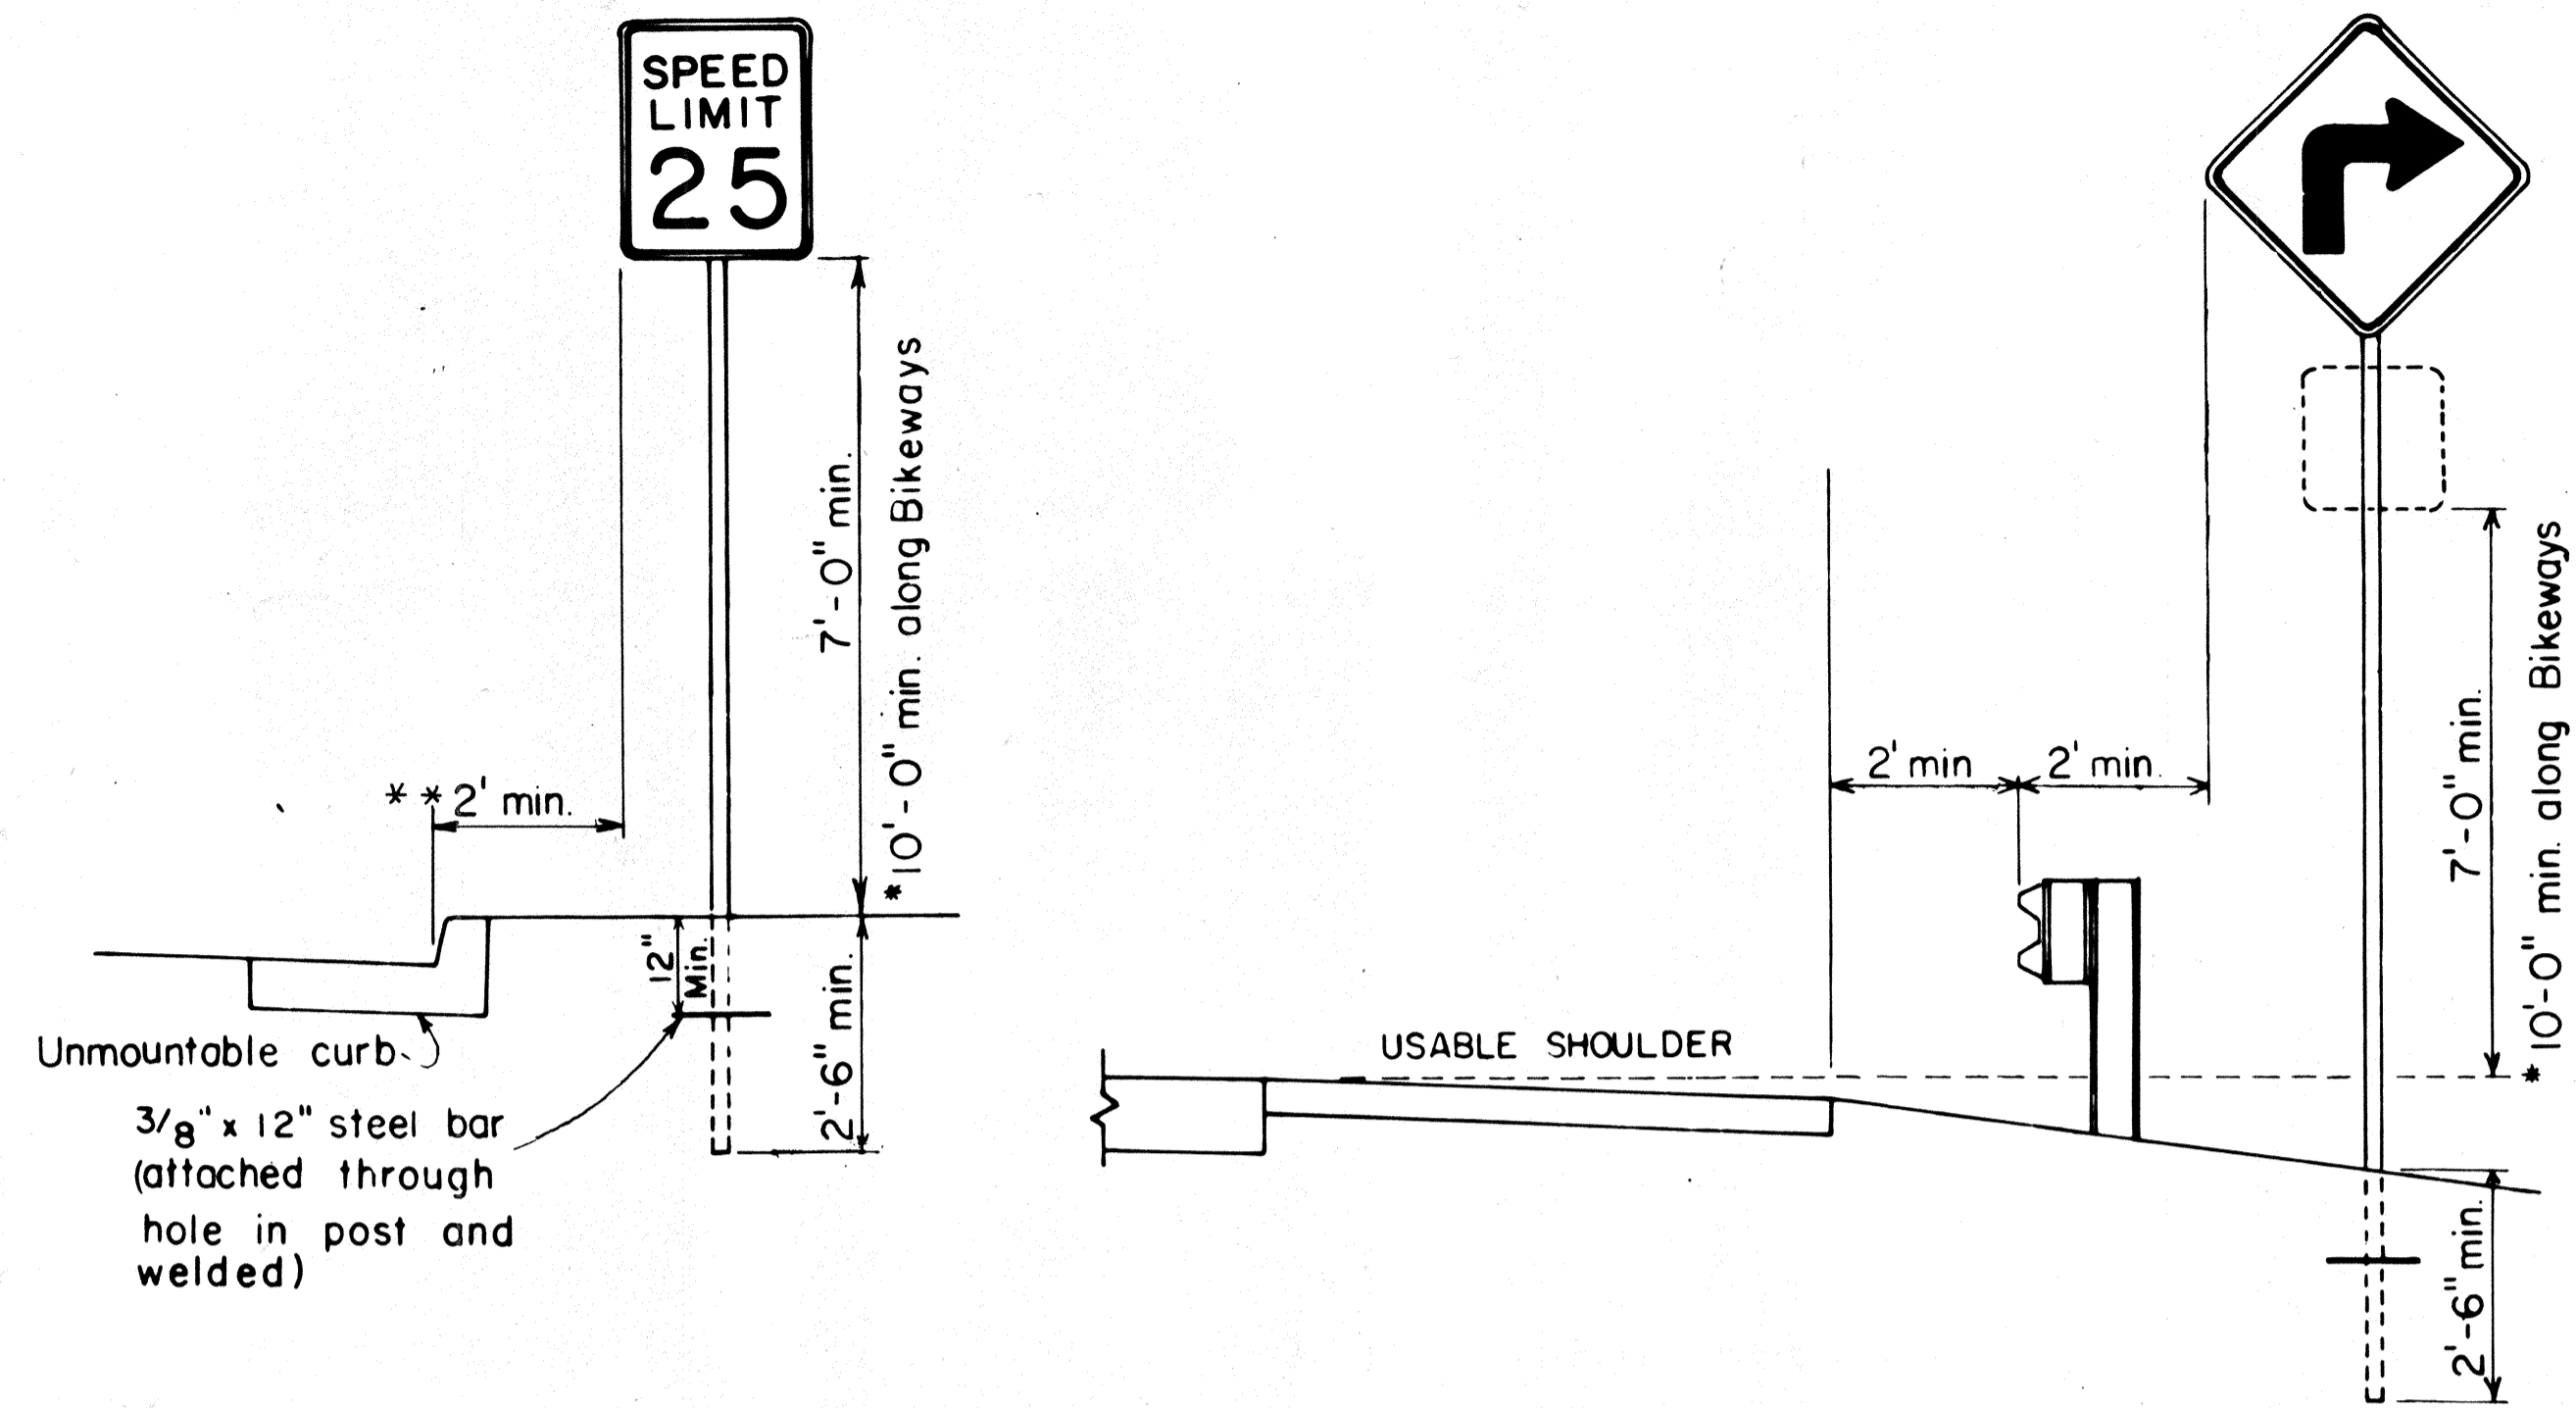 SPEED
LIMIT
25
7'-0" min.
*10'-0" min. along Bikeways
**2' min.
12"
Min.
2'-6" min.
Unmountable curb
3/8" x 12" steel bar
(attached through
hole in post and
welded)
2' min
2' min.
7'-0" min.
*10'-0" min. along Bikeways
USABLE SHOULDER
2'-6" min.